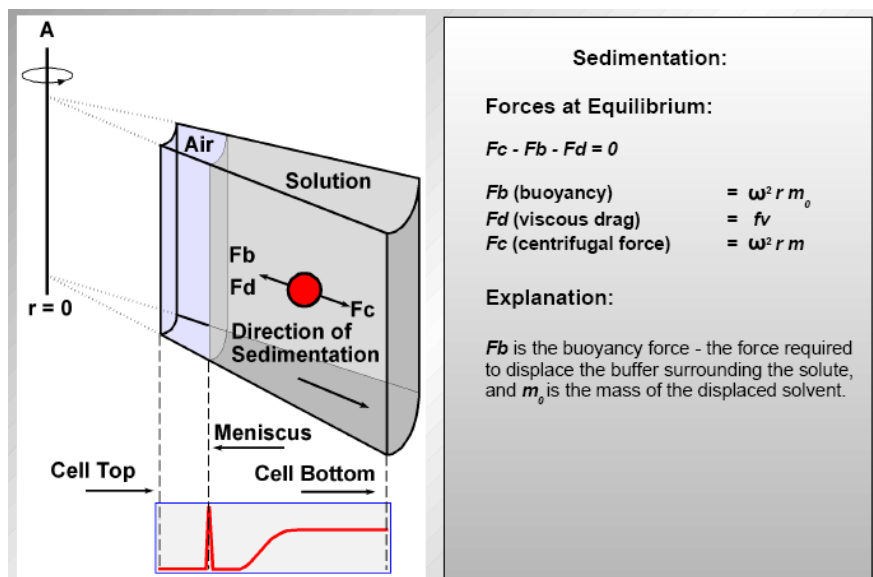 A
Air
Solution
Fb
Fd
Fc
r = 0
Direction of
Sedimentation
Meniscus
Cell Top
Cell Bottom
Sedimentation:
Forces at Equilibrium:
Fc - Fb - Fd = 0
Fb (buoyancy) = ω² r m₀
Fd (viscous drag) = fv
Fc (centrifugal force) = ω² r m
Explanation:
Fb is the buoyancy force - the force required
to displace the buffer surrounding the solute,
and m₀ is the mass of the displaced solvent.